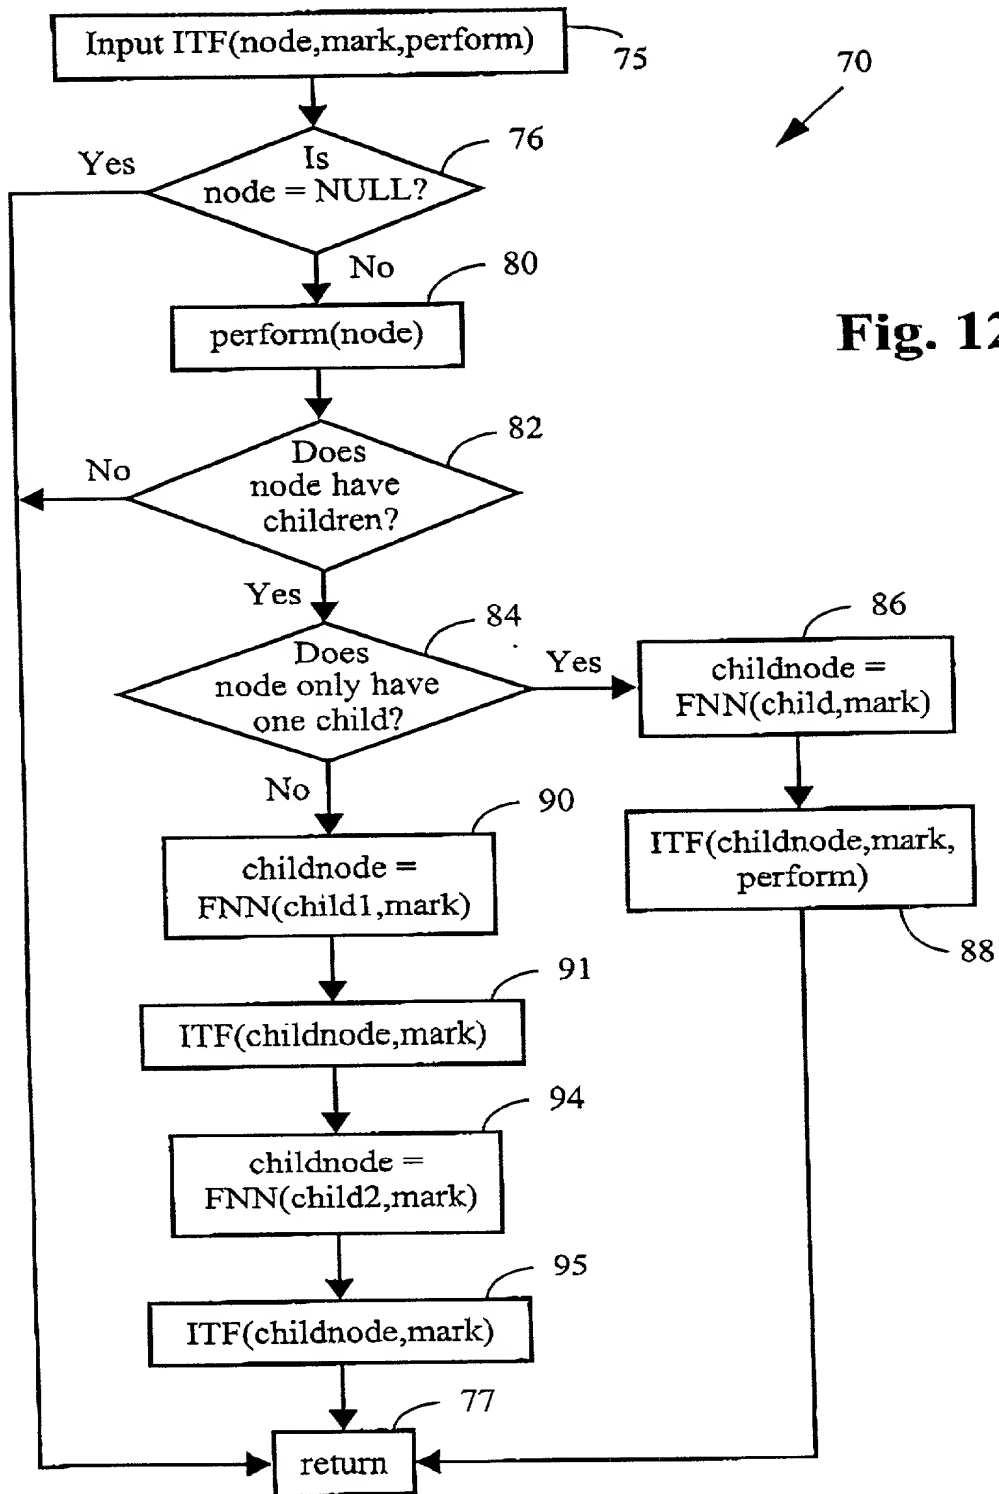 Input ITF(node,mark,perform)
75
70
Is
node = NULL?
76
Yes
No
80
perform(node)
Fig. 12
Does
node have
children?
82
No
Yes
84
Does
node only have
one child?
Yes
86
childnode =
FNN(child,mark)
No
90
childnode =
FNN(child1,mark)
ITF(childnode,mark,
perform)
88
91
ITF(childnode,mark)
94
childnode =
FNN(child2,mark)
95
ITF(childnode,mark)
77
return